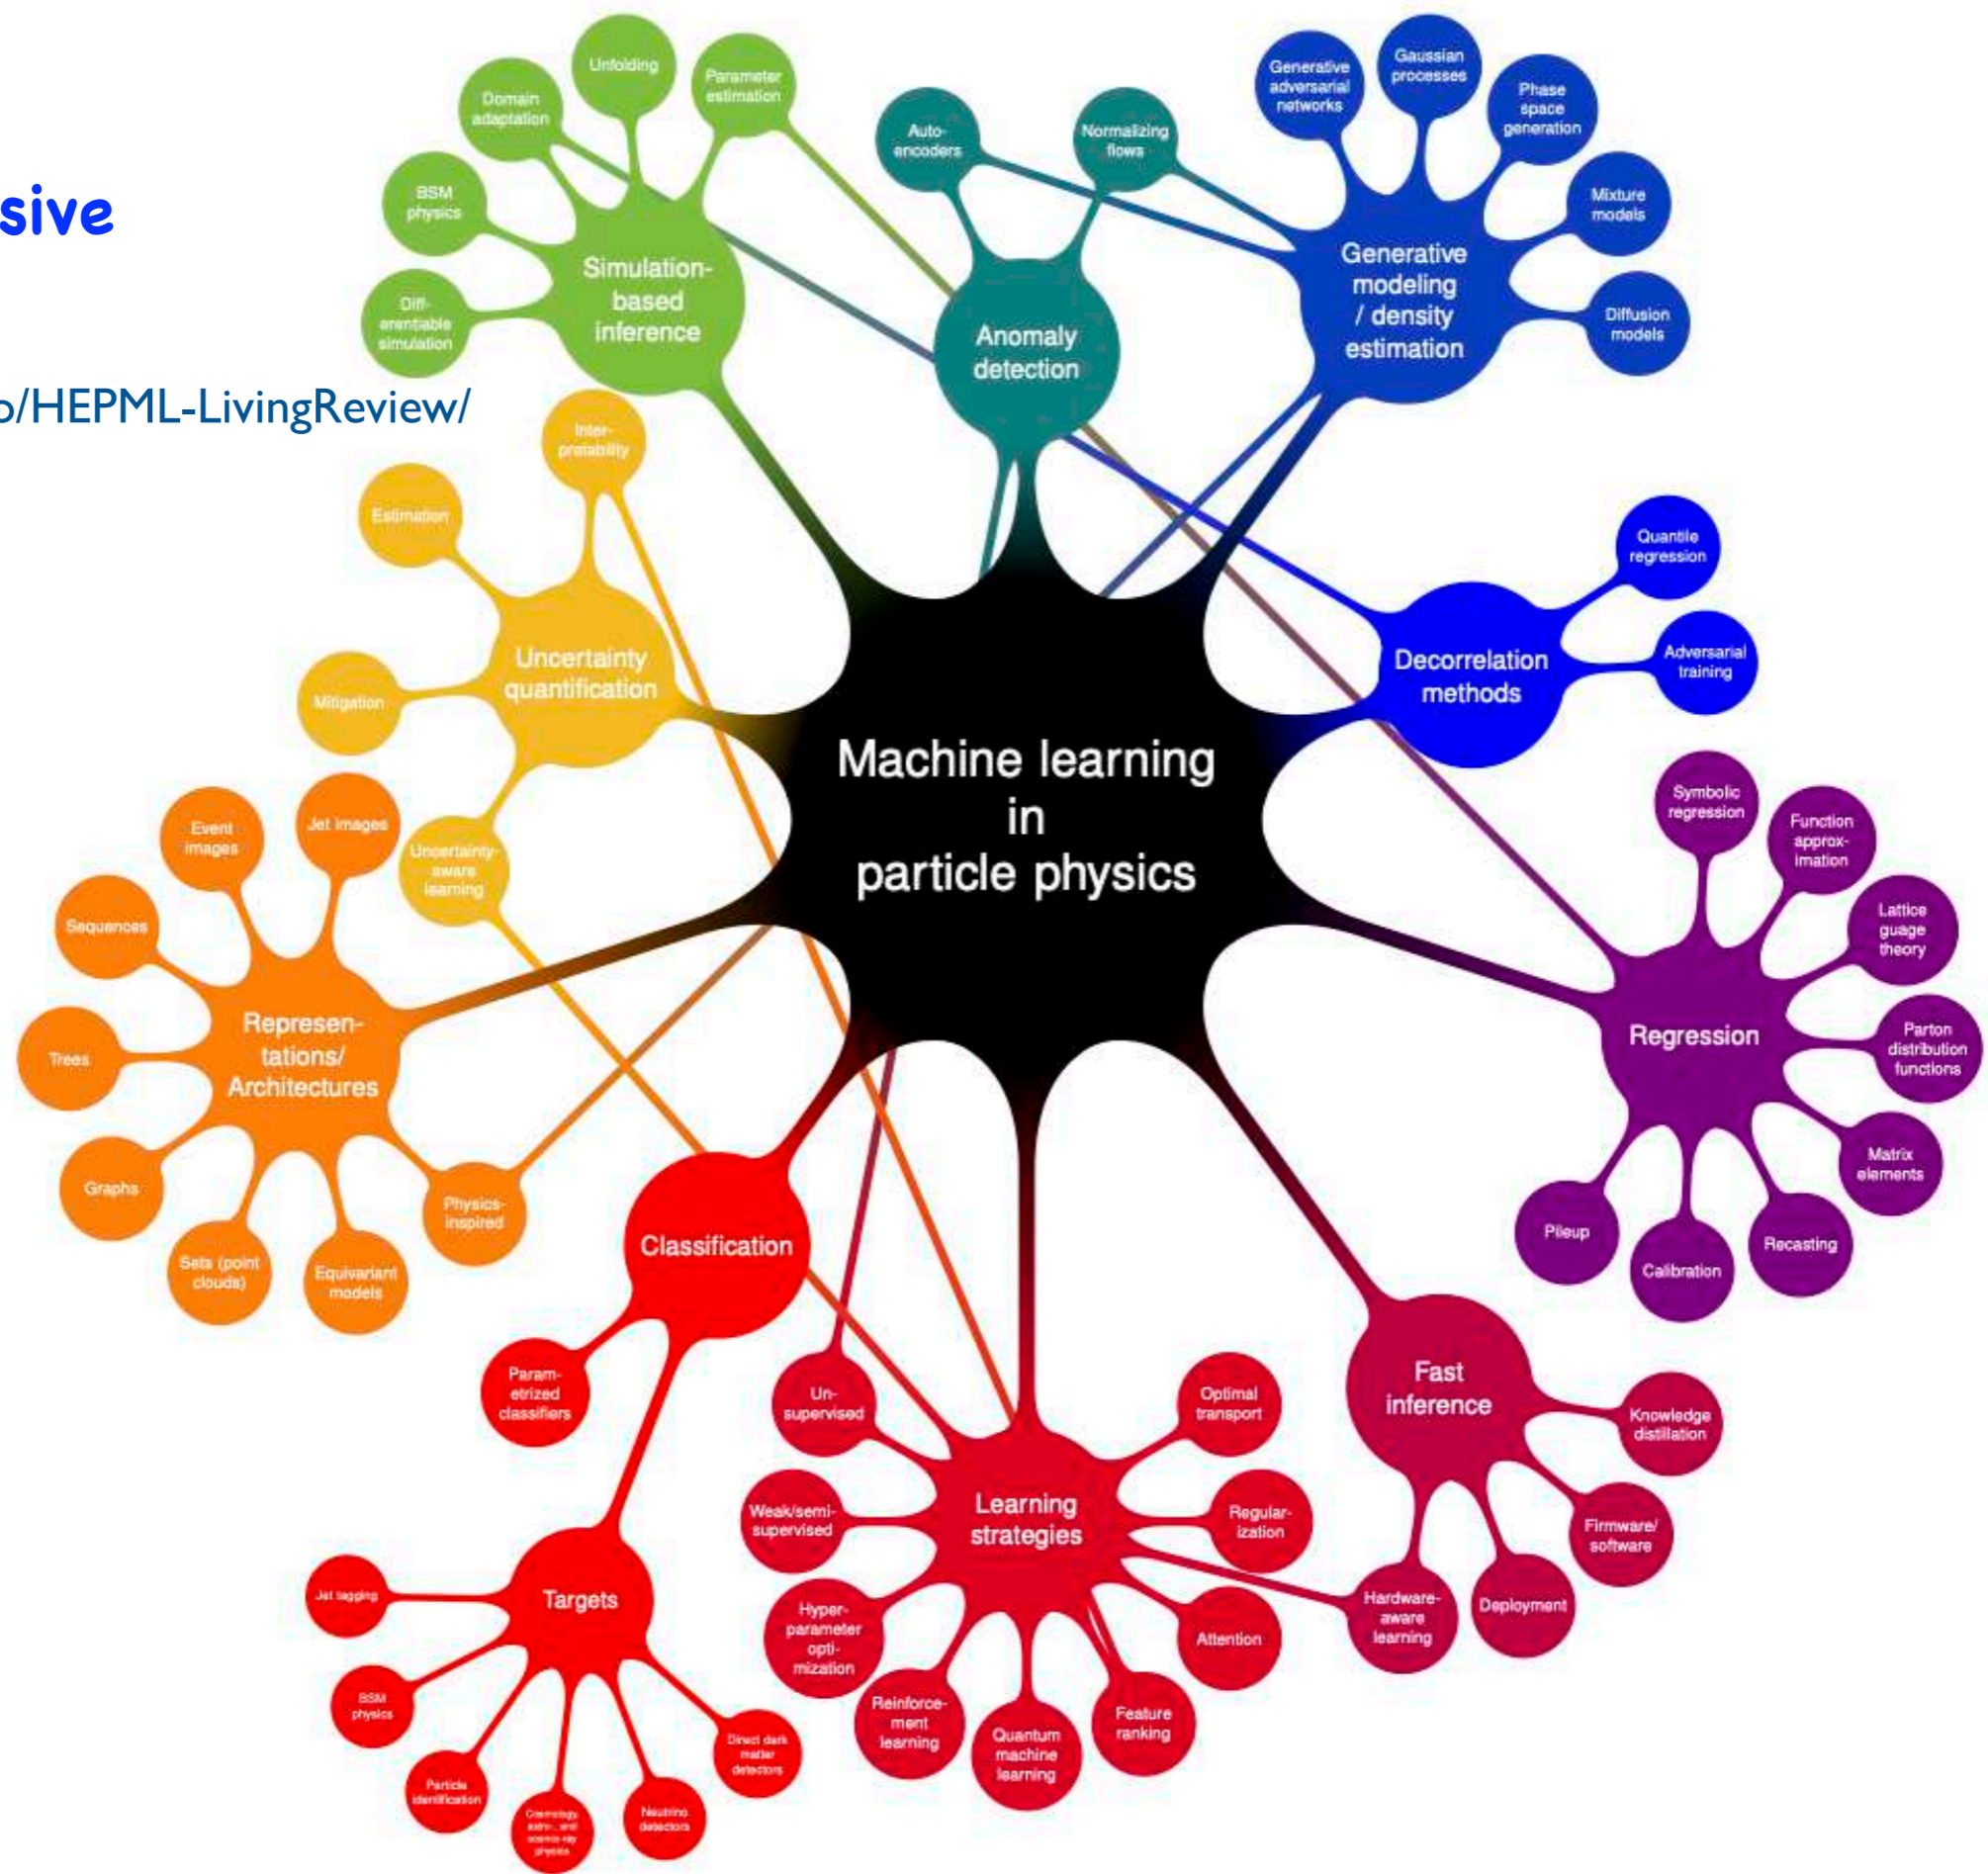 sive
o/HEPML-LivingReview/
Machine learning
in
particle physics
Simulation-
based
inference
Diff-
erentiable
simulation
BSM
physics
Domain
adaptation
Unfolding
Parameter
estimation
Anomaly
detection
Auto-
encoders
Normalizing
flows
Generative
modeling
/ density
estimation
Generative
adversarial
networks
Gaussian
processes
Phase
space
generation
Mixture
models
Diffusion
models
Decorrelation
methods
Quantile
regression
Adversarial
training
Regression
Symbolic
regression
Function
approx-
imation
Lattice
guage
theory
Parton
distribution
functions
Matrix
elements
Recasting
Calibration
Pileup
Fast
inference
Knowledge
distillation
Firmware/
software
Deployment
Hardware-
aware
learning
Learning
strategies
Optimal
transport
Regular-
ization
Attention
Feature
ranking
Quantum
machine
learning
Reinforce-
ment
learning
Hyper-
parameter
opti-
mization
Weak/semi-
supervised
Un-
supervised
Classification
Param-
etrized
classifiers
Targets
Jet tagging
BSM
physics
Particle
identification
Cosmology,
astro-, and
cosmic-ray
physics
Neutrino
detectors
Direct dark
matter
detectors
Represen-
tations/
Architectures
Physics-
inspired
Equivariant
models
Sets (point
clouds)
Graphs
Trees
Sequences
Event
images
Jet images
Uncertainty
quantification
Uncertainty-
aware
learning
Mitigation
Estimation
Inter-
pretability